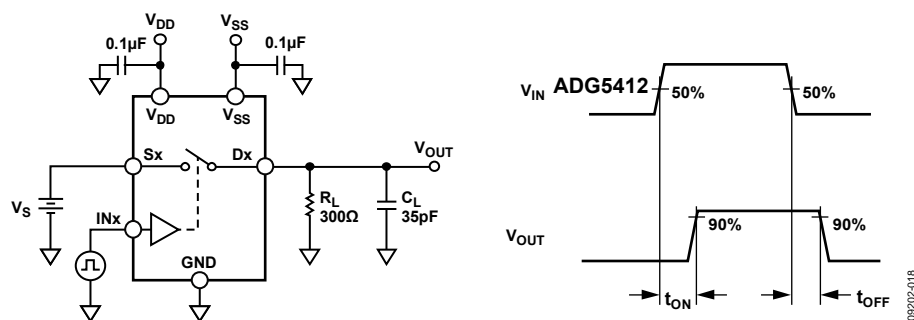 VDD
VSS
0.1µF
0.1µF
VDD
VSS
Sx
Dx
VOUT
VS
INx
RL
300Ω
CL
35pF
GND
VIN ADG5412
50%
50%
VOUT
90%
90%
tON
tOFF
09202-018